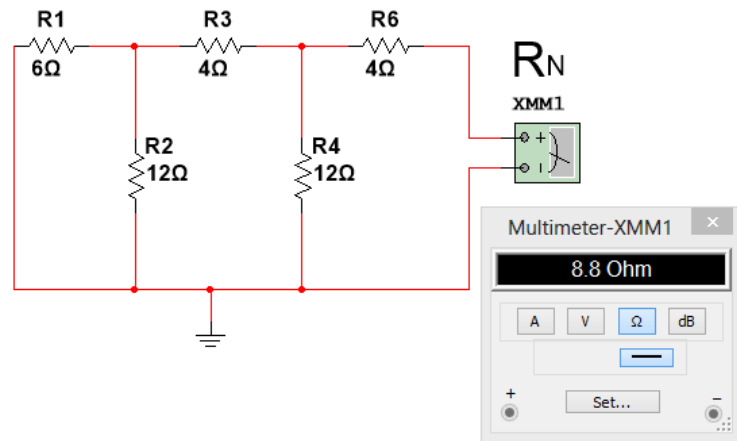 R1
6Ω
R3
4Ω
R6
4Ω
RN
XMM1
+
R2
12Ω
R4
12Ω
Multimeter-XMM1 ×
8.8 Ohm
A V Ω dB
+ Set... −